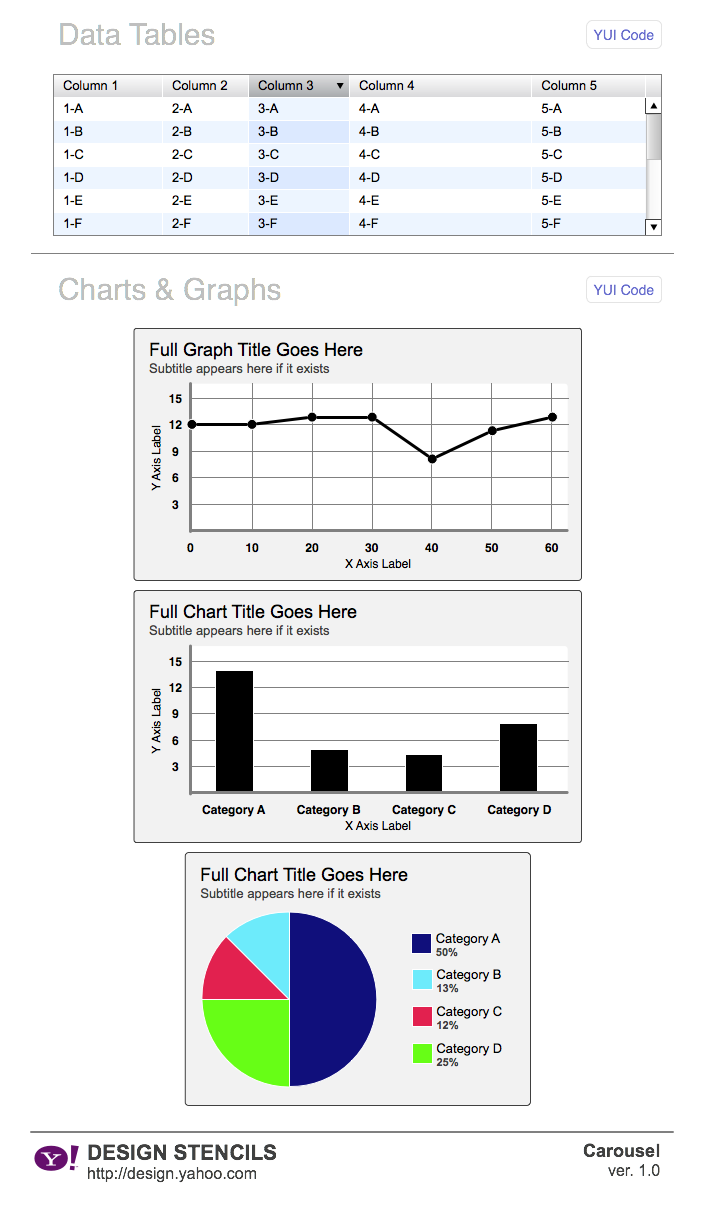 Data Tables YUI Code
Column 1 Column 2 Column 3 ▼ Column 4 Column 5
1-A 2-A 3-A 4-A 5-A
1-B 2-B 3-B 4-B 5-B
1-C 2-C 3-C 4-C 5-C
1-D 2-D 3-D 4-D 5-D
1-E 2-E 3-E 4-E 5-E
1-F 2-F 3-F 4-F 5-F
Charts & Graphs YUI Code
Full Graph Title Goes Here
Subtitle appears here if it exists
15
12
9
6
3
Y Axis Label
0 10 20 30 40 50 60
X Axis Label
Full Chart Title Goes Here
Subtitle appears here if it exists
15
12
9
6
3
Y Axis Label
Category A Category B Category C Category D
X Axis Label
Full Chart Title Goes Here
Subtitle appears here if it exists
Category A
50%
Category B
13%
Category C
12%
Category D
25%
Y! DESIGN STENCILS
http://design.yahoo.com
Carousel
ver. 1.0